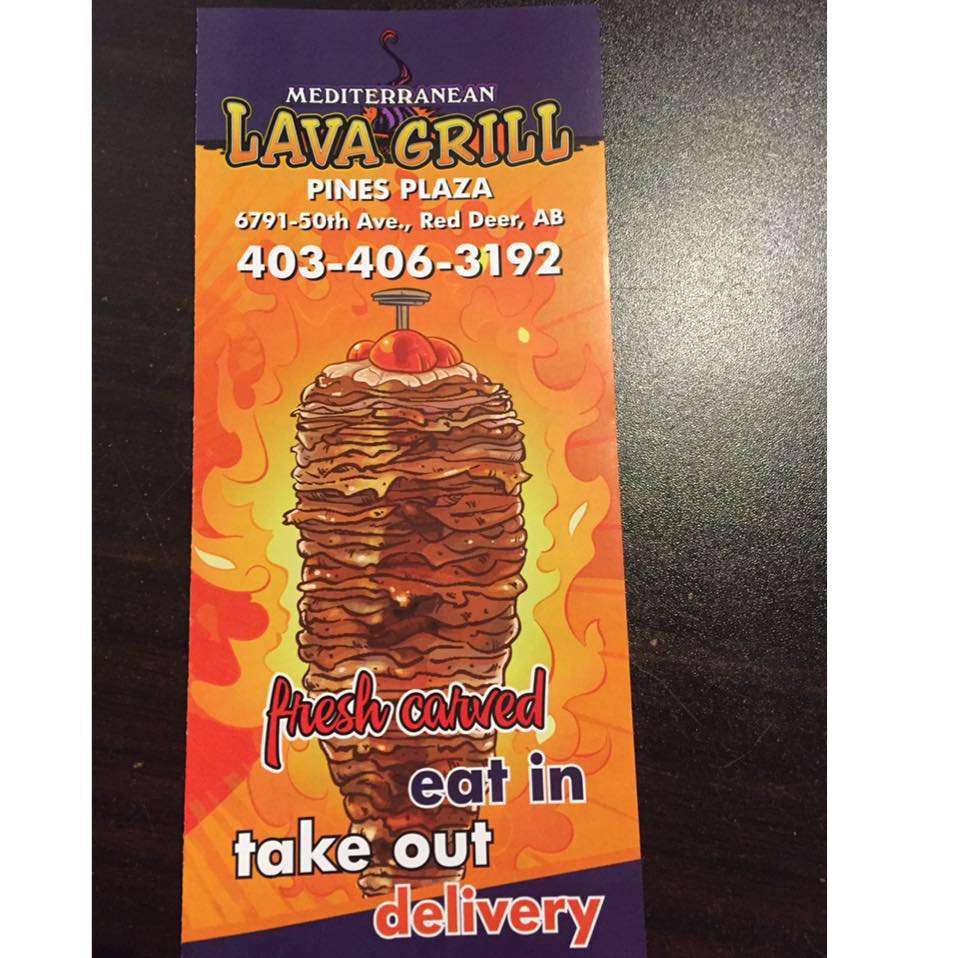 MEDITERRANEAN
LAVA GRILL
PINES PLAZA
6791-50th Ave., Red Deer, AB
403-406-3192
fresh carved
eat in
take out
delivery